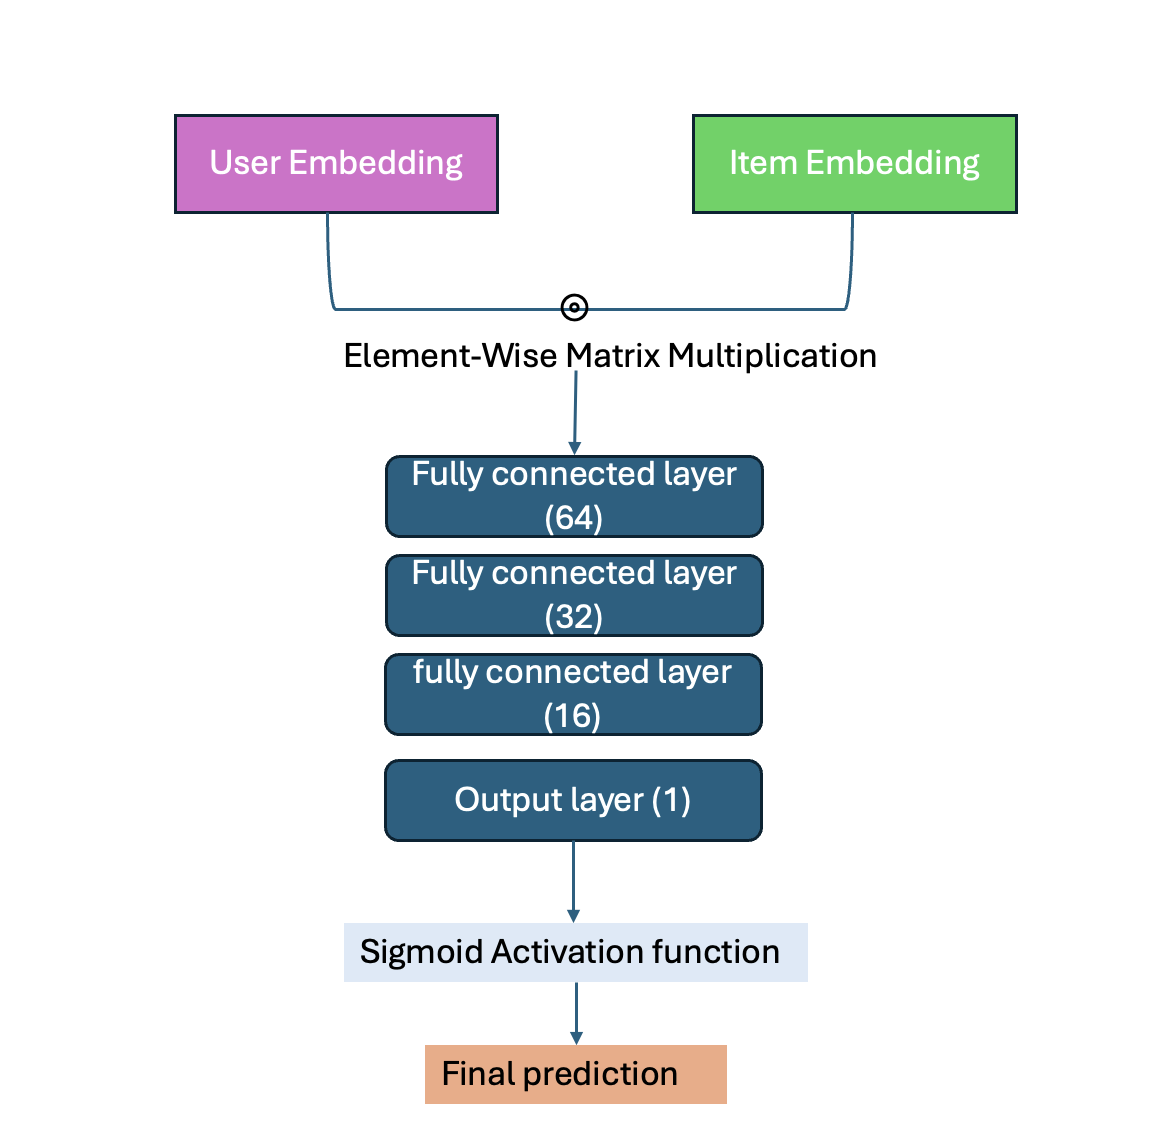 User Embedding
Item Embedding
Element-Wise Matrix Multiplication
Fully connected layer
(64)
Fully connected layer
(32)
fully connected layer
(16)
Output layer (1)
Sigmoid Activation function
Final prediction